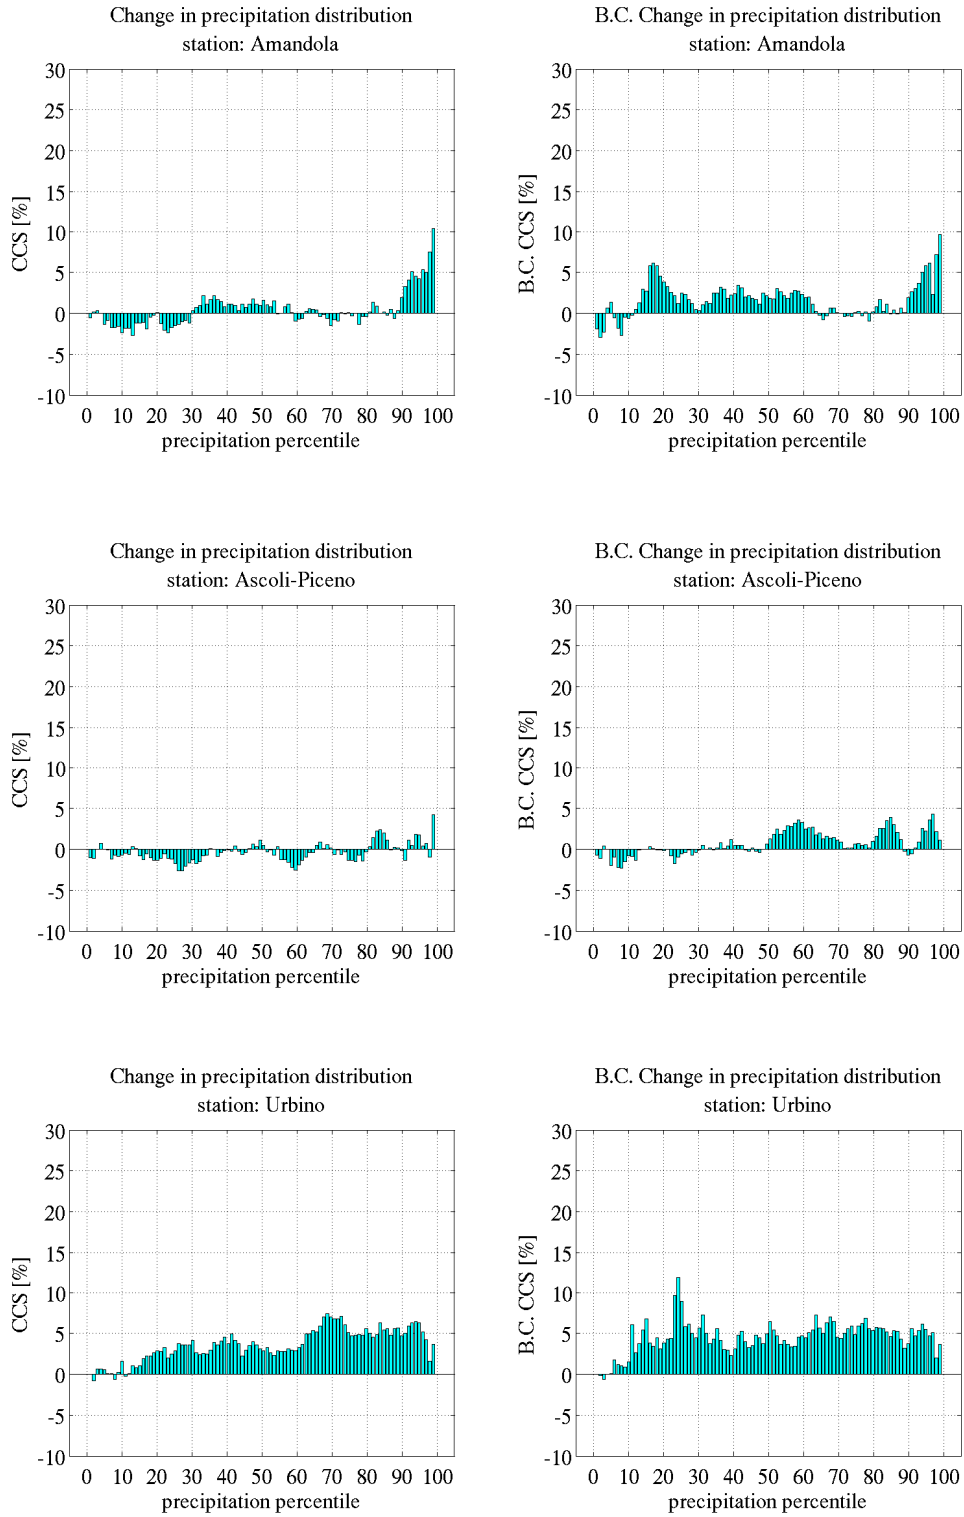 Change in precipitation distribution
station: Amandola
30
25
20
15
10
5
0
-5
-10
CCS [%]
0 10 20 30 40 50 60 70 80 90 100
precipitation percentile
B.C. Change in precipitation distribution
station: Amandola
30
25
20
15
10
5
0
-5
-10
B.C. CCS [%]
0 10 20 30 40 50 60 70 80 90 100
precipitation percentile
Change in precipitation distribution
station: Ascoli-Piceno
30
25
20
15
10
5
0
-5
-10
CCS [%]
0 10 20 30 40 50 60 70 80 90 100
precipitation percentile
B.C. Change in precipitation distribution
station: Ascoli-Piceno
30
25
20
15
10
5
0
-5
-10
B.C. CCS [%]
0 10 20 30 40 50 60 70 80 90 100
precipitation percentile
Change in precipitation distribution
station: Urbino
30
25
20
15
10
5
0
-5
-10
CCS [%]
0 10 20 30 40 50 60 70 80 90 100
precipitation percentile
B.C. Change in precipitation distribution
station: Urbino
30
25
20
15
10
5
0
-5
-10
B.C. CCS [%]
0 10 20 30 40 50 60 70 80 90 100
precipitation percentile